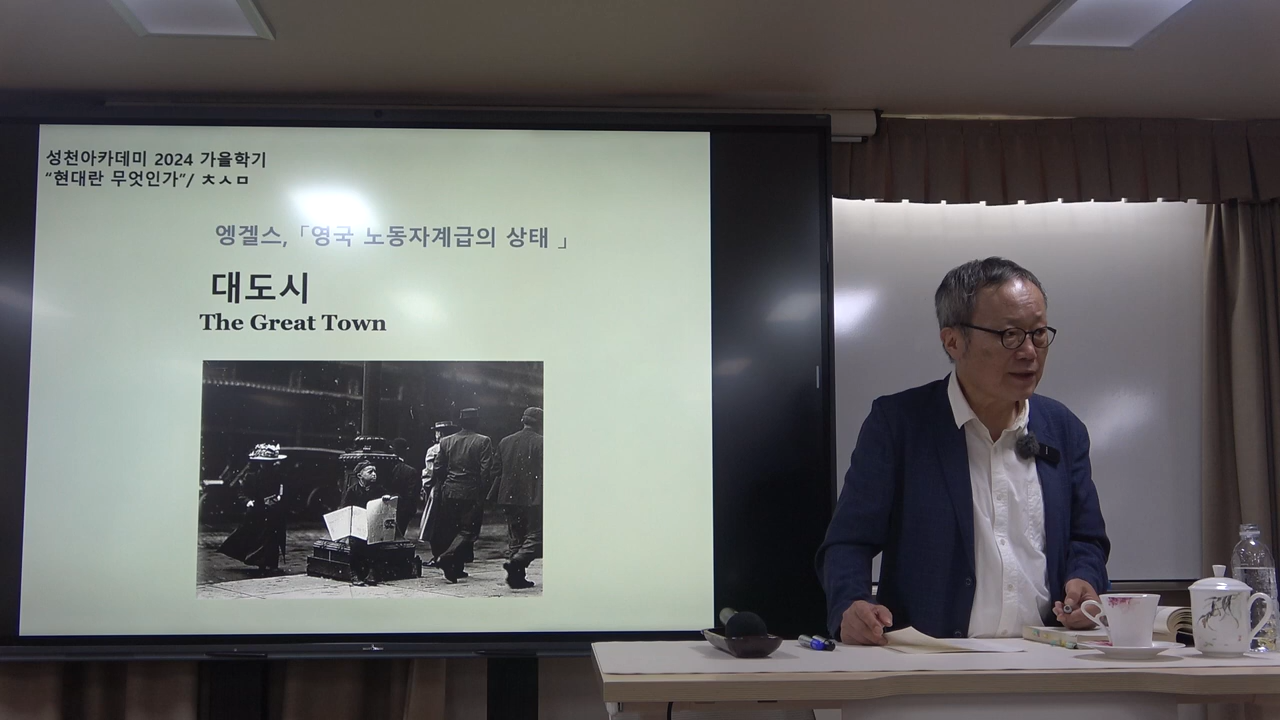 성천아카데미 2024 가을학기
“현대란 무엇인가”/ ㅊㅅㅁ
엥겔스, 「영국 노동자계급의 상태 」
대도시
The Great Town